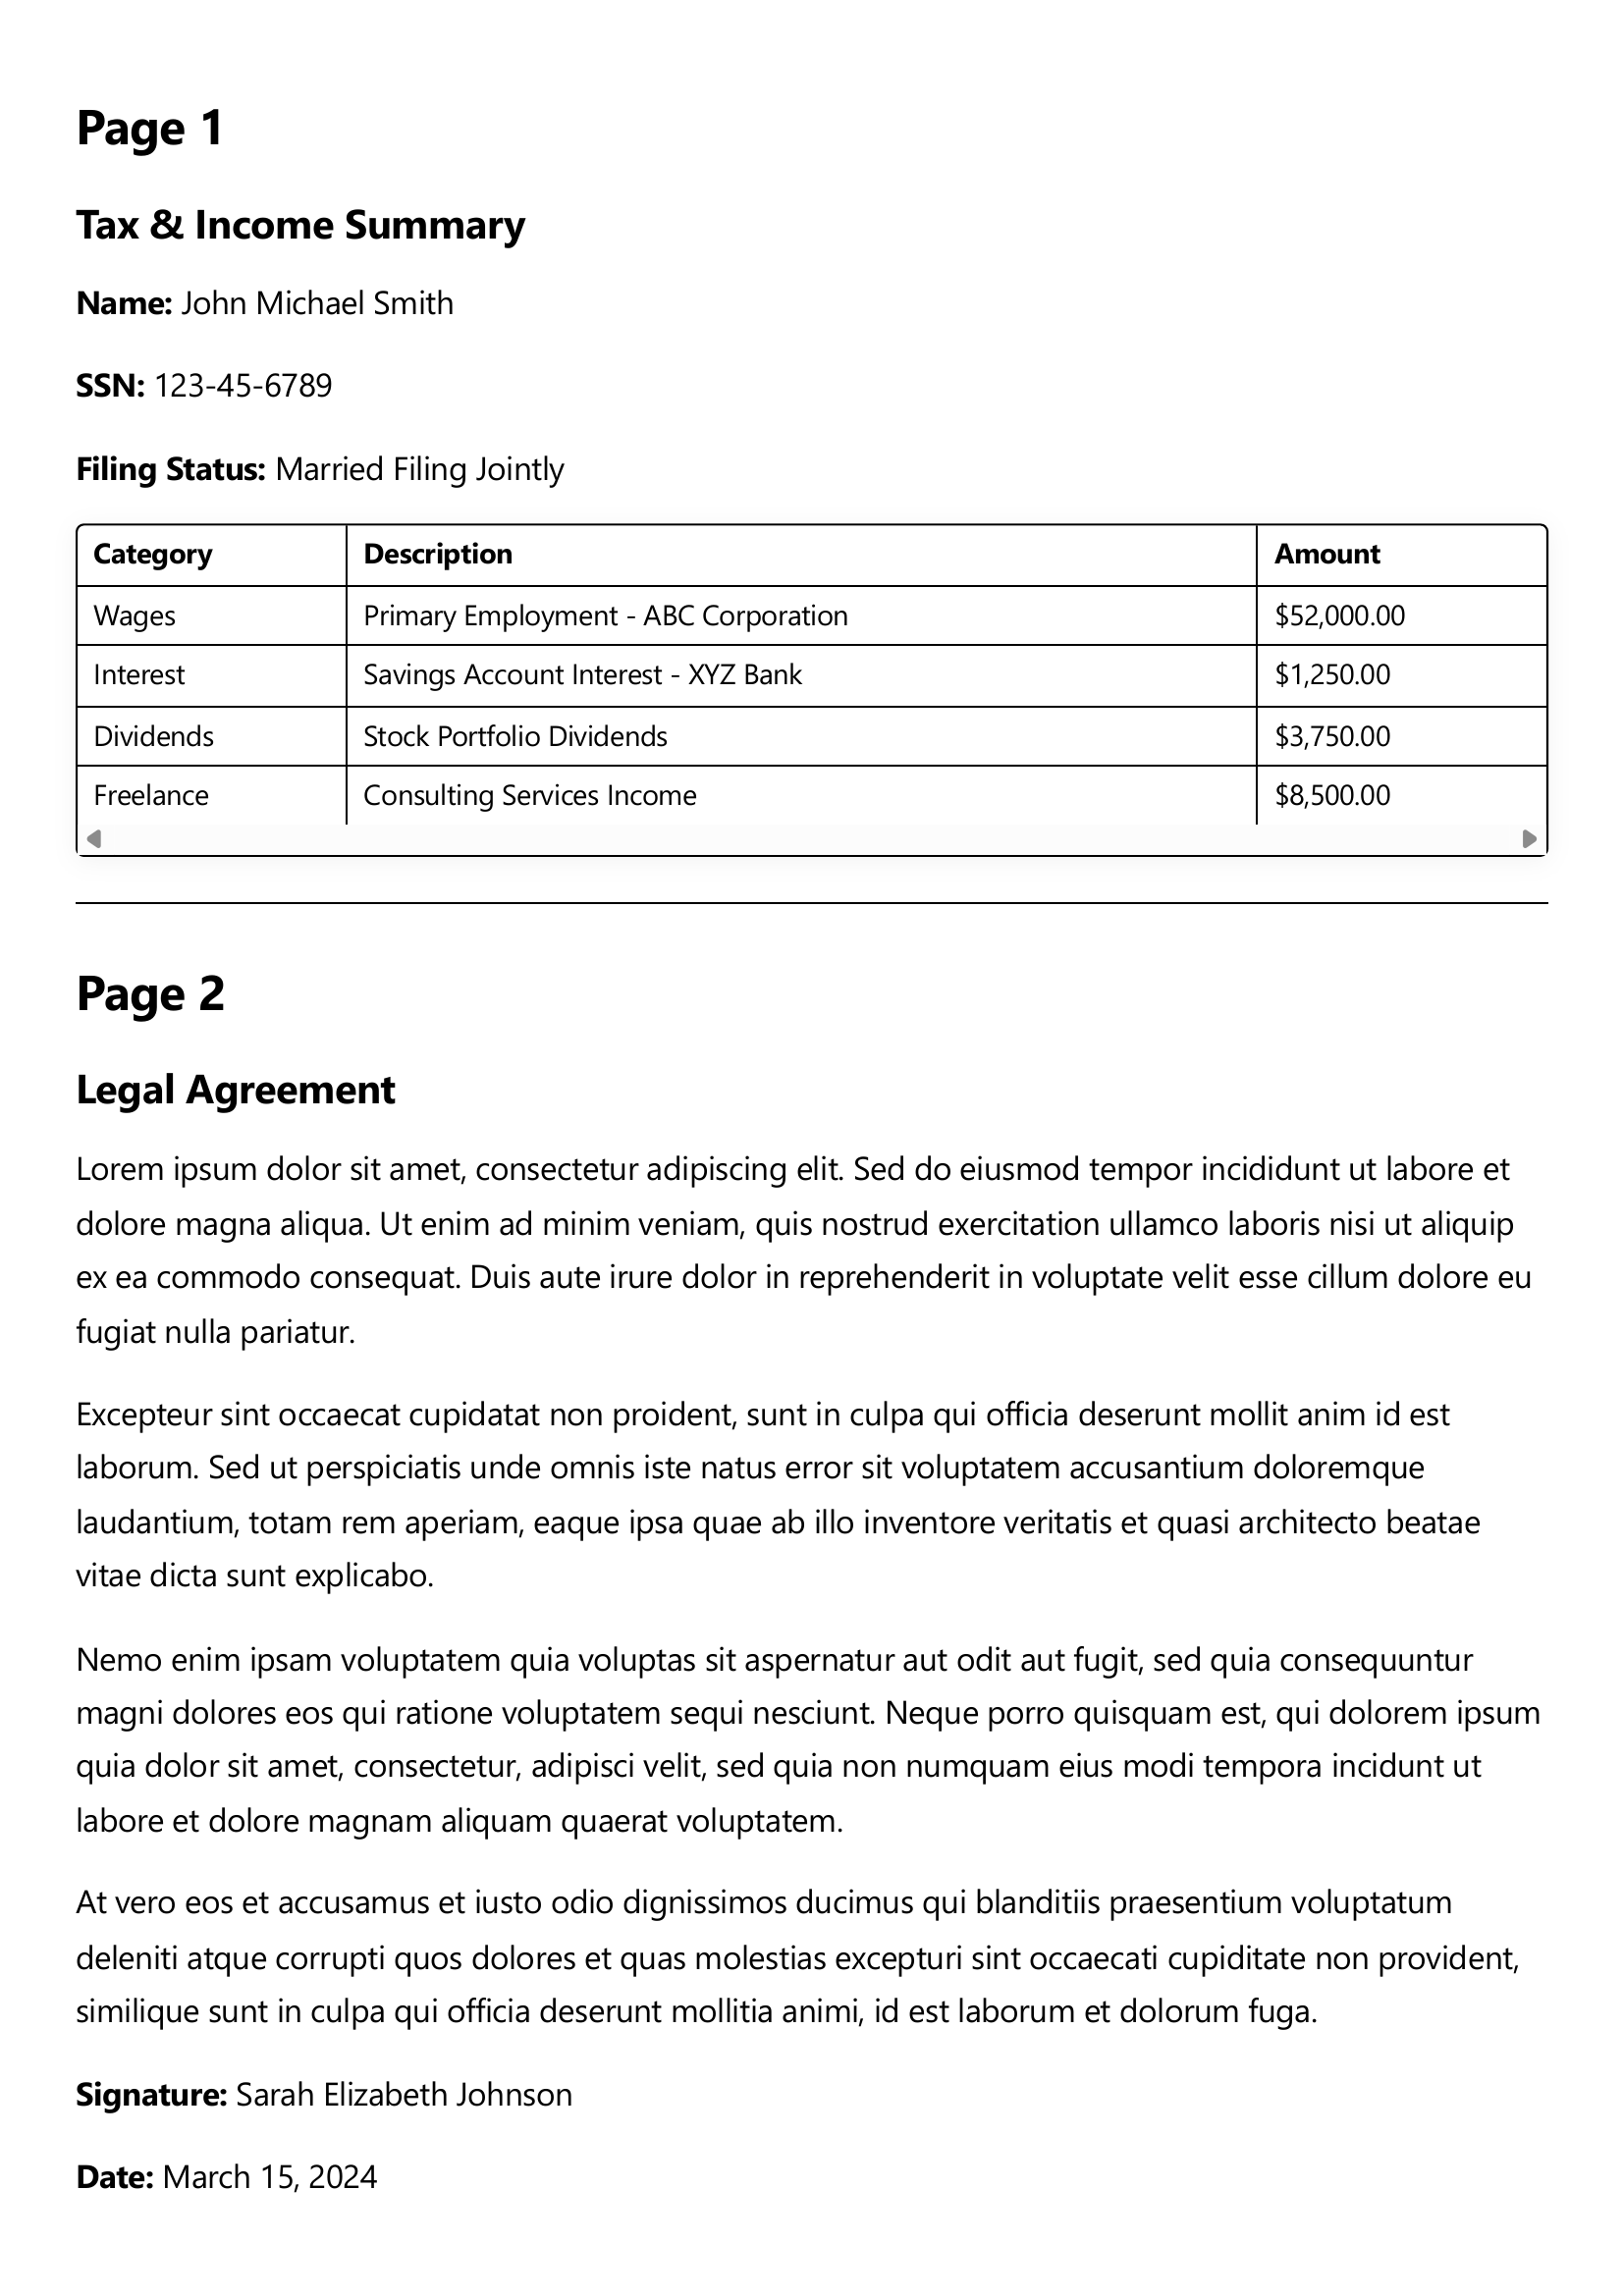 Page 1
Tax & Income Summary
Name: John Michael Smith
SSN: 123-45-6789
Filing Status: Married Filing Jointly
Category Description Amount
Wages Primary Employment - ABC Corporation $52,000.00
Interest Savings Account Interest - XYZ Bank $1,250.00
Dividends Stock Portfolio Dividends $3,750.00
Freelance Consulting Services Income $8,500.00
Page 2
Legal Agreement
Lorem ipsum dolor sit amet, consectetur adipiscing elit. Sed do eiusmod tempor incididunt ut labore et
dolore magna aliqua. Ut enim ad minim veniam, quis nostrud exercitation ullamco laboris nisi ut aliquip
ex ea commodo consequat. Duis aute irure dolor in reprehenderit in voluptate velit esse cillum dolore eu
fugiat nulla pariatur.
Excepteur sint occaecat cupidatat non proident, sunt in culpa qui officia deserunt mollit anim id est
laborum. Sed ut perspiciatis unde omnis iste natus error sit voluptatem accusantium doloremque
laudantium, totam rem aperiam, eaque ipsa quae ab illo inventore veritatis et quasi architecto beatae
vitae dicta sunt explicabo.
Nemo enim ipsam voluptatem quia voluptas sit aspernatur aut odit aut fugit, sed quia consequuntur
magni dolores eos qui ratione voluptatem sequi nesciunt. Neque porro quisquam est, qui dolorem ipsum
quia dolor sit amet, consectetur, adipisci velit, sed quia non numquam eius modi tempora incidunt ut
labore et dolore magnam aliquam quaerat voluptatem.
At vero eos et accusamus et iusto odio dignissimos ducimus qui blanditiis praesentium voluptatum
deleniti atque corrupti quos dolores et quas molestias excepturi sint occaecati cupiditate non provident,
similique sunt in culpa qui officia deserunt mollitia animi, id est laborum et dolorum fuga.
Signature: Sarah Elizabeth Johnson
Date: March 15, 2024